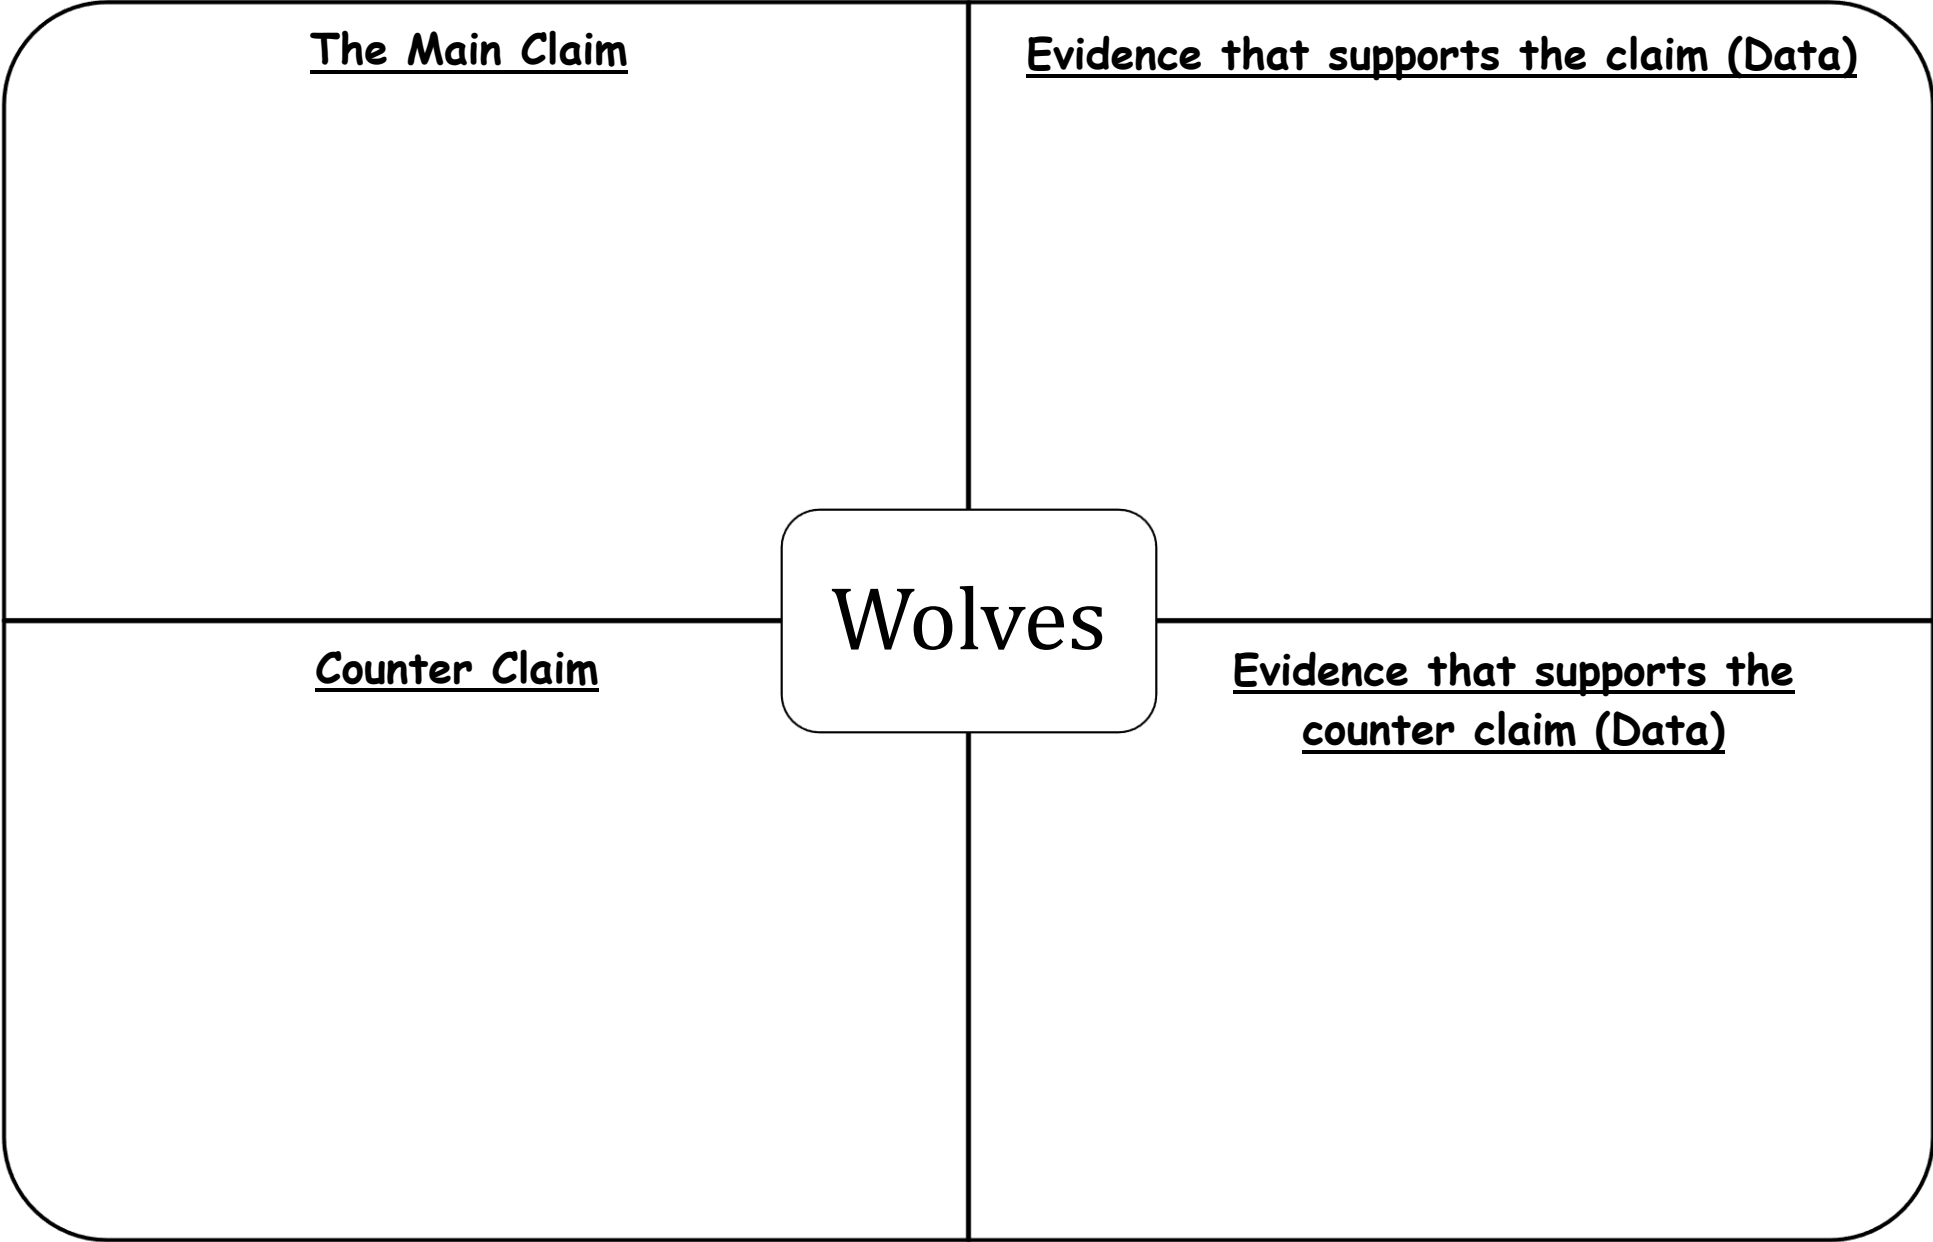 The Main Claim
Evidence that supports the claim (Data)
Wolves
Counter Claim
Evidence that supports the
counter claim (Data)